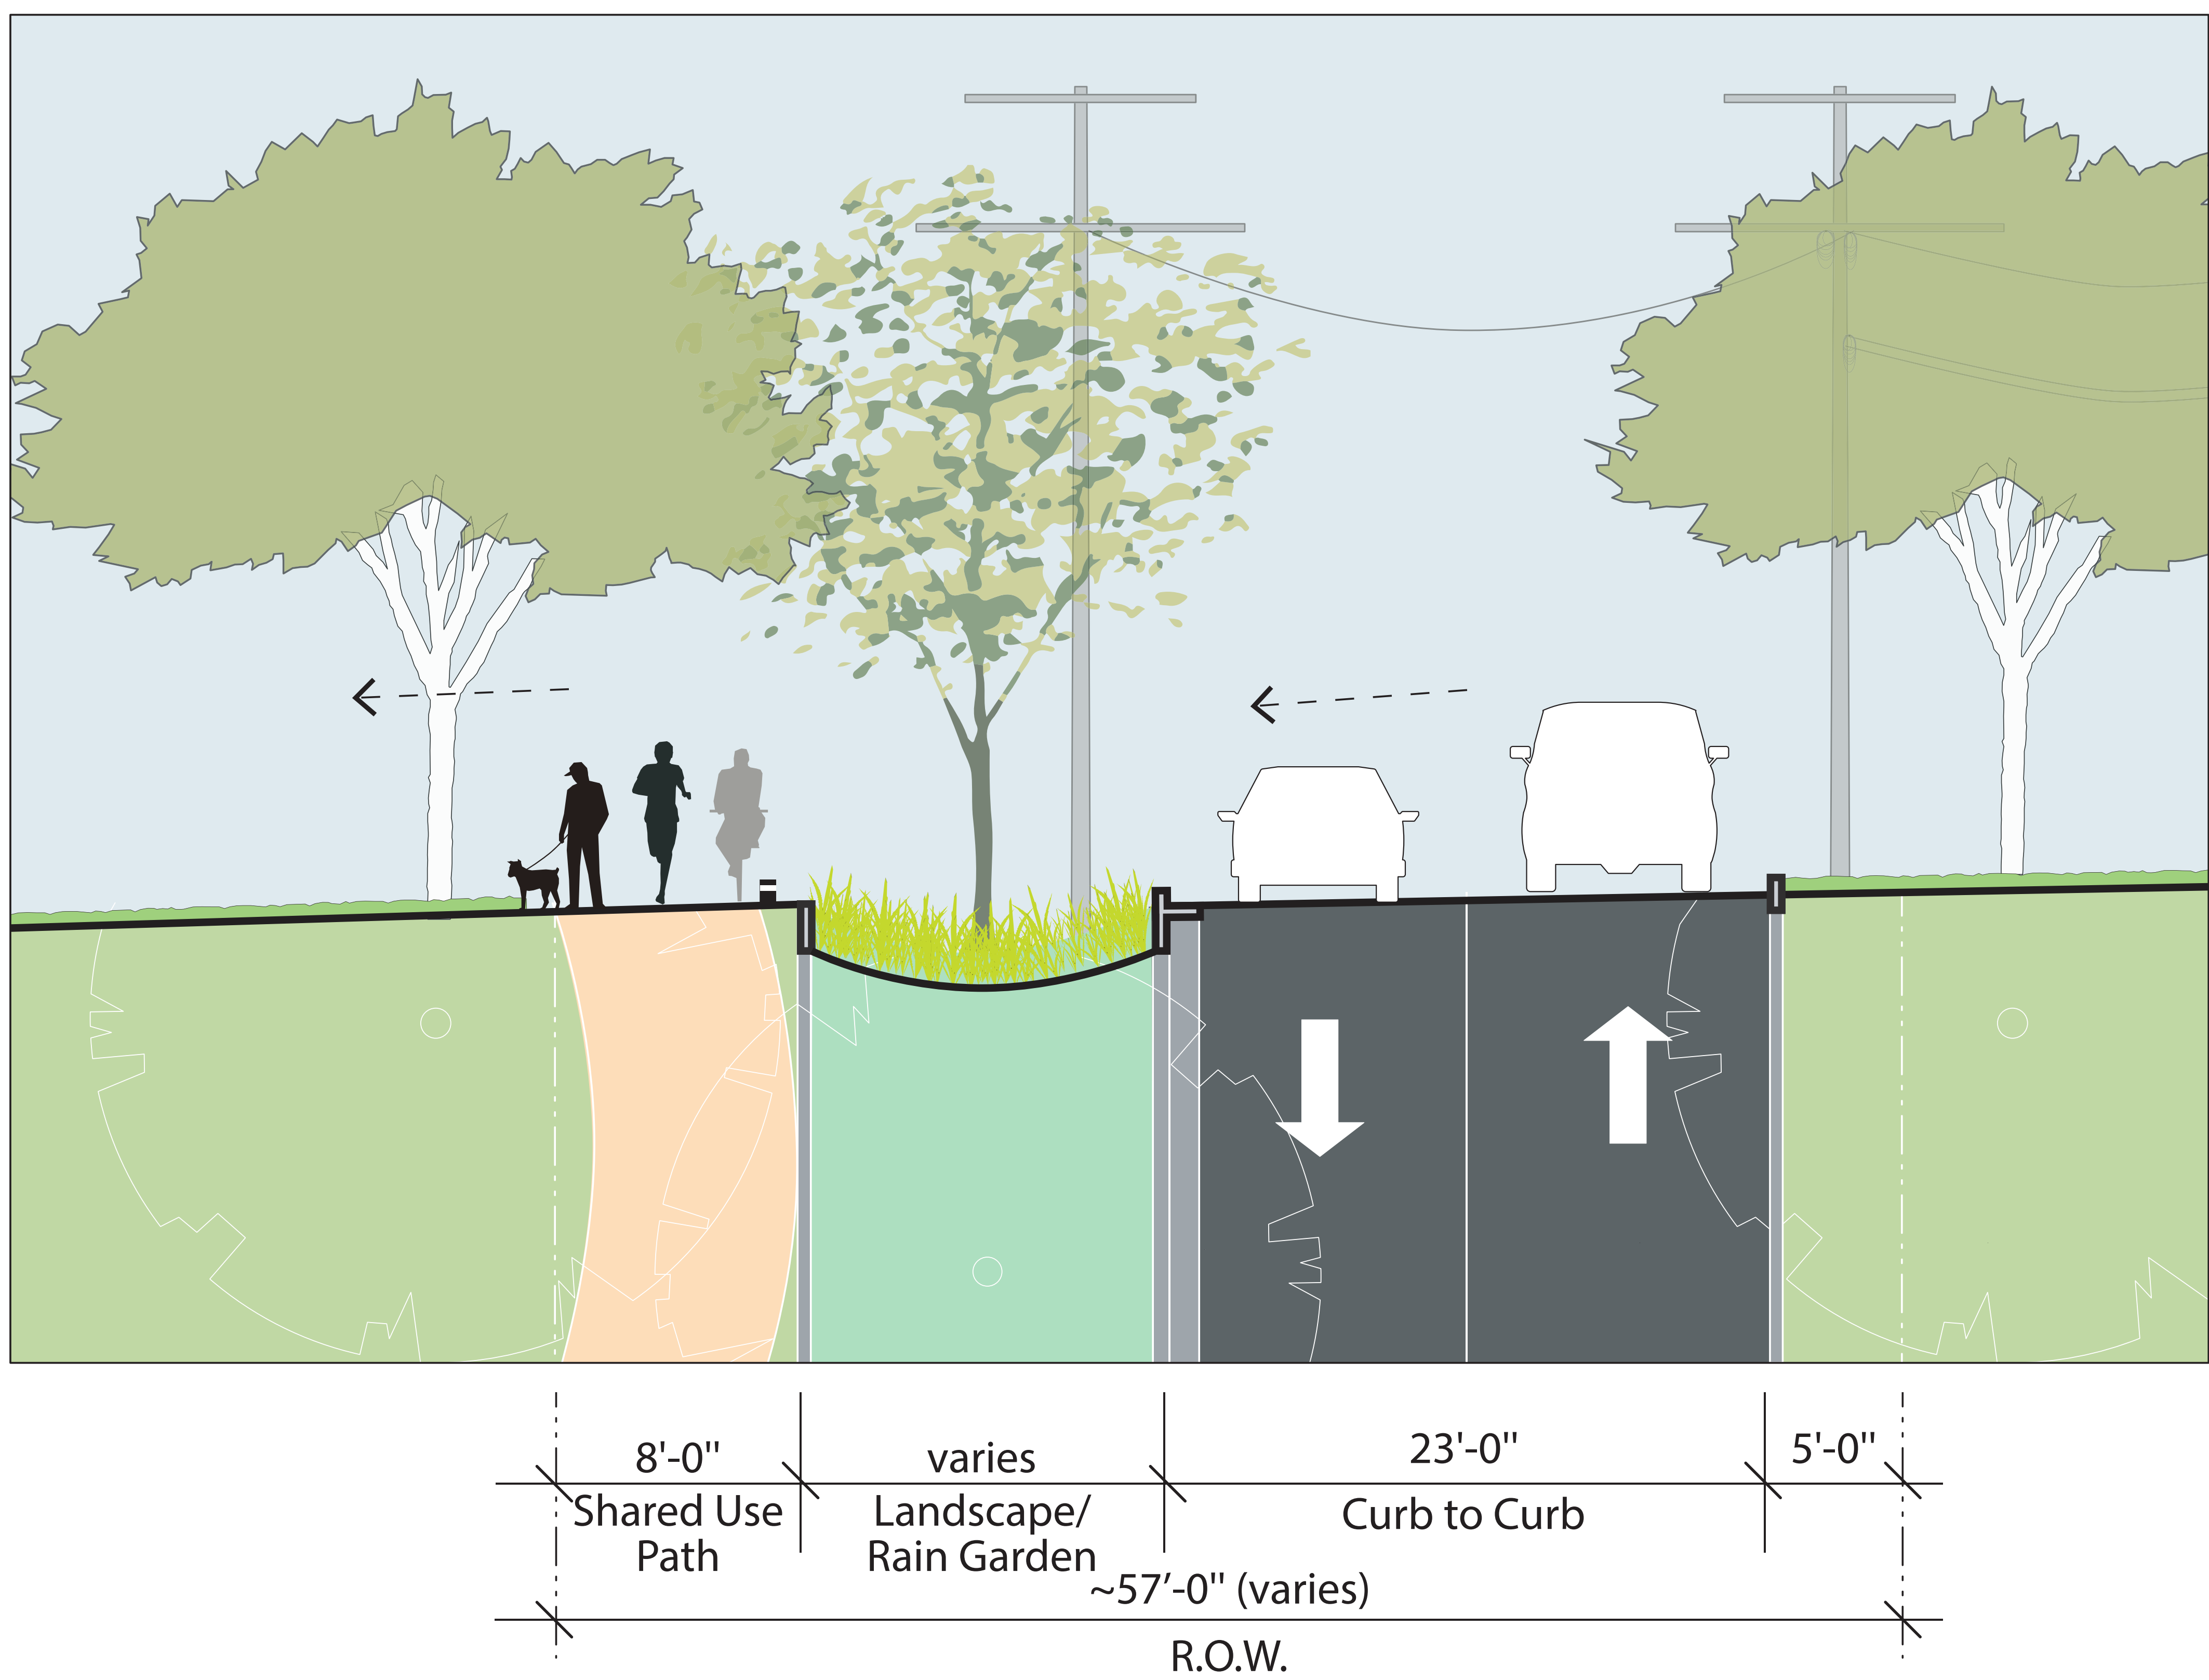 8'-0"
varies
23'-0"
5'-0"
Shared Use
Path
Landscape/
Rain Garden
Curb to Curb
~57’-0" (varies)
R.O.W.